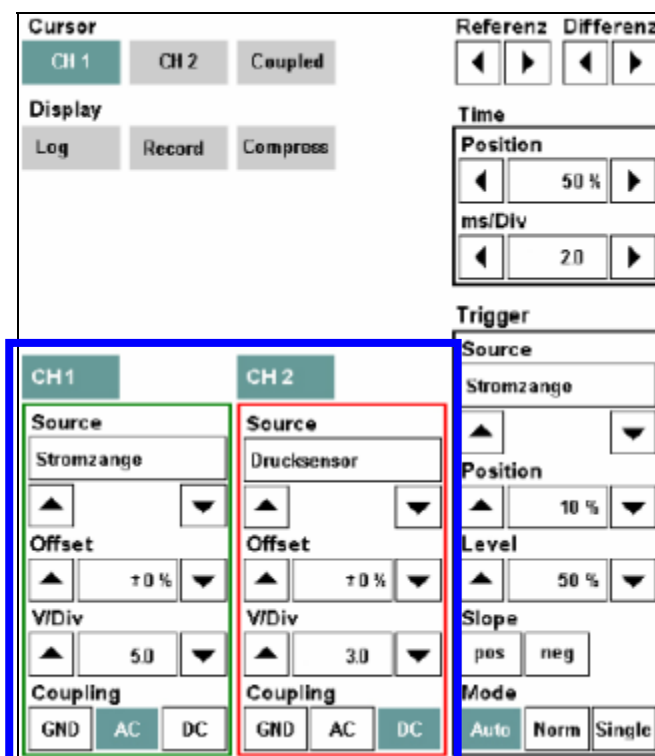 Cursor
CH 1 CH 2 Coupled
Display
Log Record Compress
Referenz Differenz
Time
Position
50 %
ms/Div
20
Trigger
Source
Stromzange
Position
10 %
Level
50 %
Slope
pos neg
Mode
Auto Norm Single
CH1
Source
Stromzange
Offset
±0 %
V/Div
5.0
Coupling
GND AC DC
CH 2
Source
Drucksensor
Offset
±0 %
V/Div
3.0
Coupling
GND AC DC